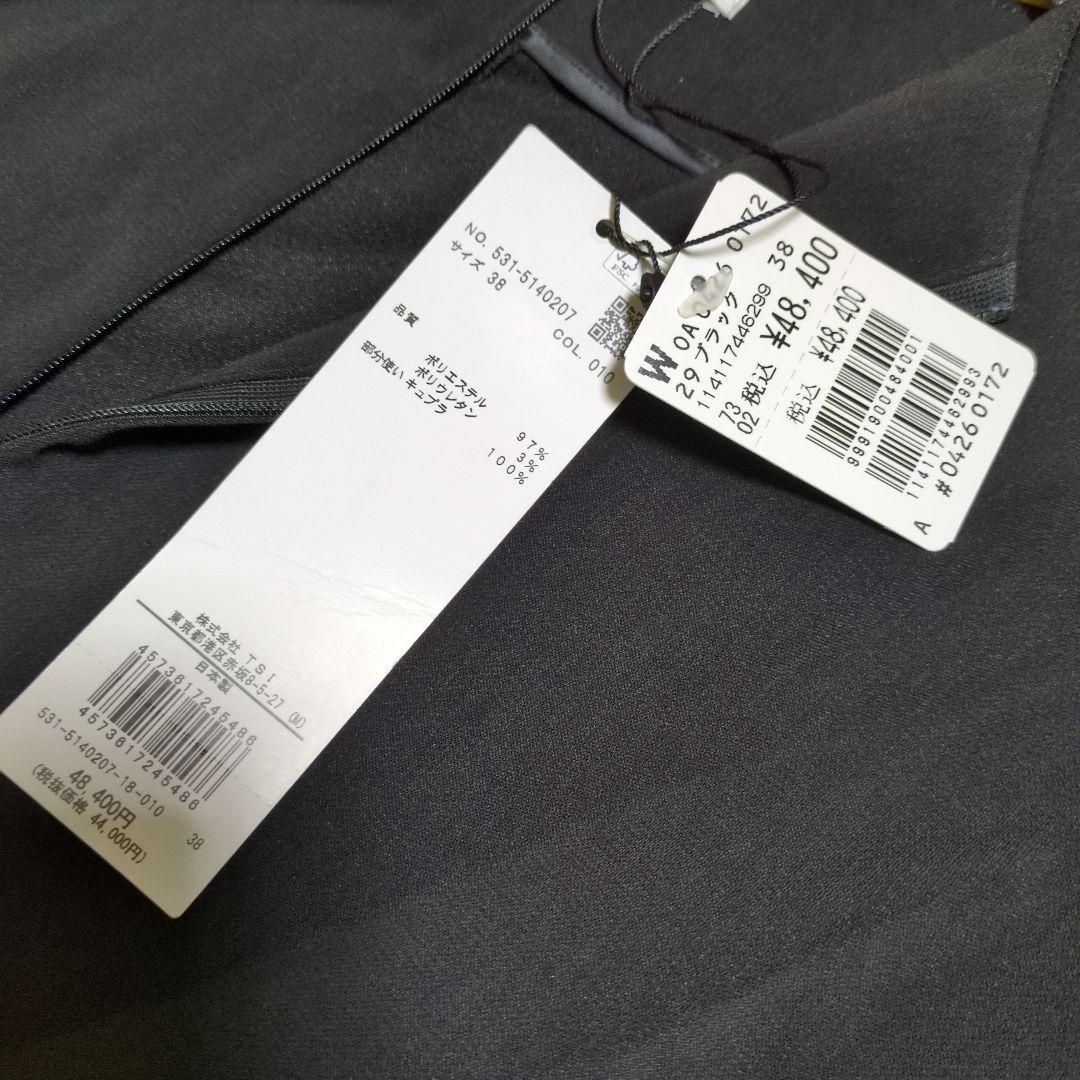 NO. 531-5140207
COL. 010
サイズ 38
品質
ポリエステル 97%
ポリウレタン 3%
部分使い キュプラ 100%
株式会社 TSI
東京都港区赤坂8-5-27 (M)
日本製
4573617245486
4573617245486
531-5140207-18-010 38
48,400円
(税抜価格 44,000円)
FSC
W 0172
29 ブラック
114117446299 38
73
02 税込 ¥48,400
税込 ¥48,400
9991900484001
1141174462993
A #04260172